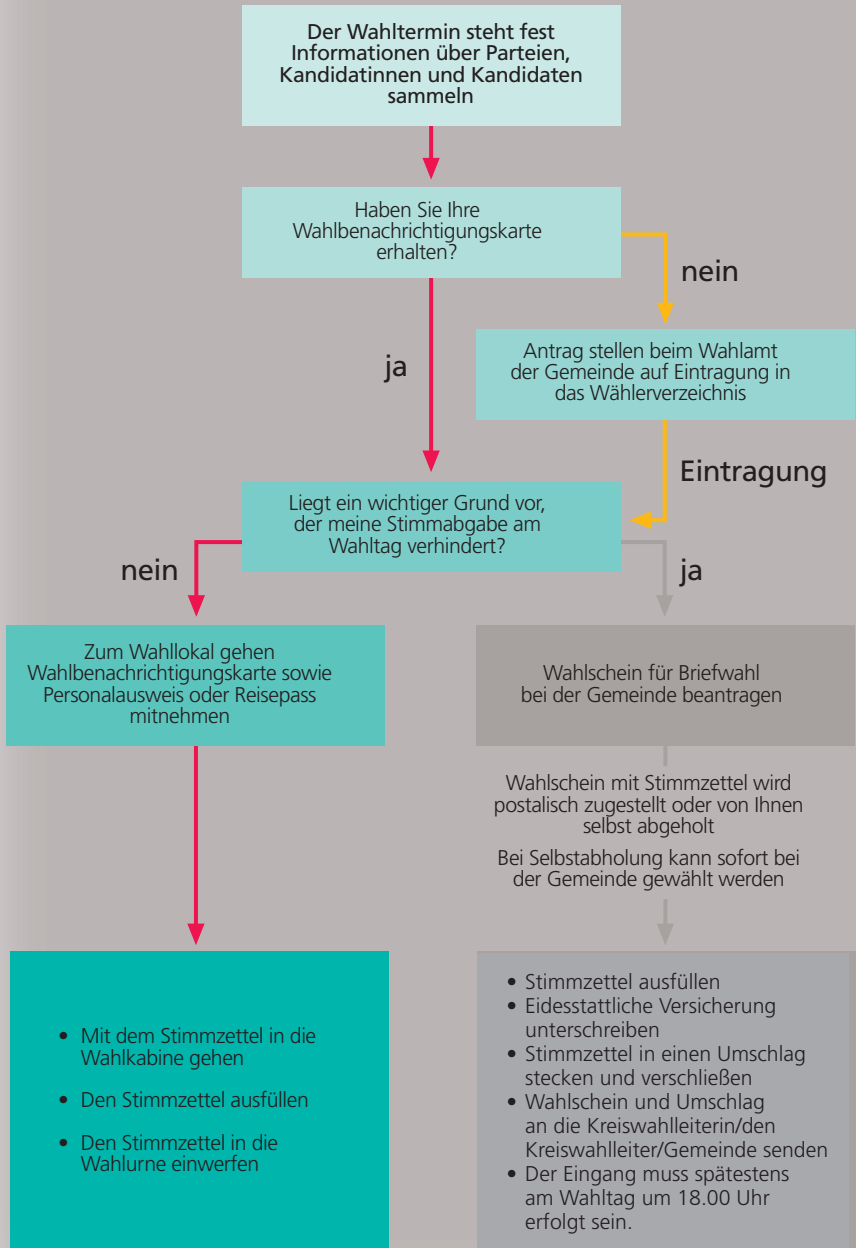 Der Wahltermin steht fest
Informationen über Parteien,
Kandidatinnen und Kandidaten
sammeln
Haben Sie Ihre
Wahlbenachrichtigungskarte
erhalten?
nein
ja
Antrag stellen beim Wahlamt
der Gemeinde auf Eintragung in
das Wählerverzeichnis
Eintragung
Liegt ein wichtiger Grund vor,
der meine Stimmabgabe am
Wahltag verhindert?
nein
ja
Zum Wahllokal gehen
Wahlbenachrichtigungskarte sowie
Personalausweis oder Reisepass
mitnehmen
Wahlschein für Briefwahl
bei der Gemeinde beantragen
Wahlschein mit Stimmzettel wird
postalisch zugestellt oder von Ihnen
selbst abgeholt
Bei Selbstabholung kann sofort bei
der Gemeinde gewählt werden
• Mit dem Stimmzettel in die
Wahlkabine gehen
• Den Stimmzettel ausfüllen
• Den Stimmzettel in die
Wahlurne einwerfen
• Stimmzettel ausfüllen
• Eidesstattliche Versicherung
unterschreiben
• Stimmzettel in einen Umschlag
stecken und verschließen
• Wahlschein und Umschlag
an die Kreiswahlleiterin/den
Kreiswahlleiter/Gemeinde senden
• Der Eingang muss spätestens
am Wahltag um 18.00 Uhr
erfolgt sein.